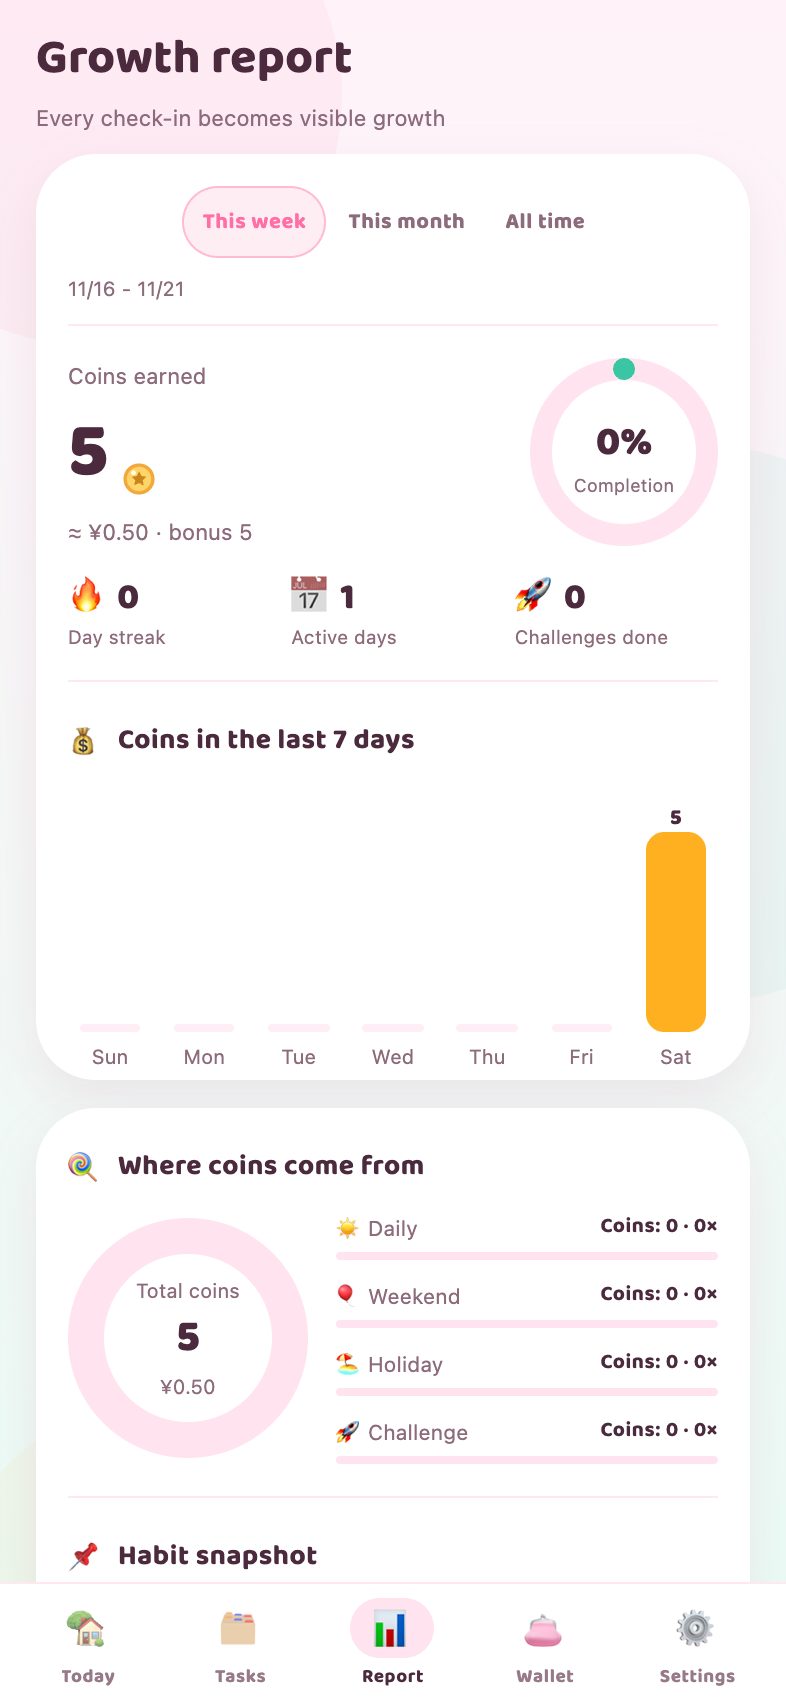 Growth report
Every check-in becomes visible growth
This week This month All time
11/16 - 11/21
Coins earned
5
≈ ¥0.50 · bonus 5
0%
Completion
0
Day streak
JUL 17
1
Active days
0
Challenges done
Coins in the last 7 days
5
Sun Mon Tue Wed Thu Fri Sat
Where coins come from
Total coins
5
¥0.50
Daily Coins: 0 · 0×
Weekend Coins: 0 · 0×
Holiday Coins: 0 · 0×
Challenge Coins: 0 · 0×
Habit snapshot
Today Tasks Report Wallet Settings